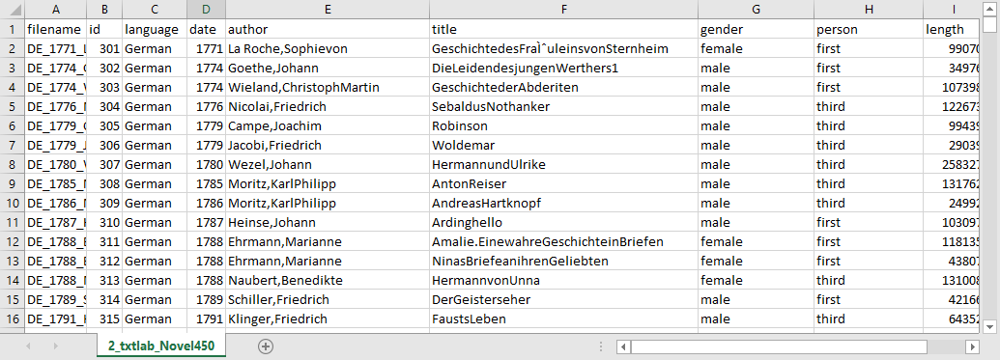 A B C D E F G H I
1 filename id language date author title gender person length
2 DE_1771_L 301 German 1771 La Roche,Sophievon GeschichtedesFraÌˆuleinsvonSternheim female first 99070
3 DE_1774_G 302 German 1774 Goethe,Johann DieLeidendesjungenWerthers1 male first 34976
4 DE_1774_W 303 German 1774 Wieland,ChristophMartin GeschichtederAbderiten male first 107398
5 DE_1776_N 304 German 1776 Nicolai,Friedrich SebaldusNothanker male third 122673
6 DE_1779_C 305 German 1779 Campe,Joachim Robinson male third 99439
7 DE_1779_J 306 German 1779 Jacobi,Friedrich Woldemar male third 29039
8 DE_1780_W 307 German 1780 Wezel,Johann HermannundUlrike male third 258327
9 DE_1785_M 308 German 1785 Moritz,KarlPhilipp AntonReiser male third 131762
10 DE_1786_M 309 German 1786 Moritz,KarlPhilipp AndreasHartknopf male third 24992
11 DE_1787_H 310 German 1787 Heinse,Johann Ardinghello male first 103097
12 DE_1788_E 311 German 1788 Ehrmann,Marianne Amalie.EinewahreGeschichteinBriefen female first 118135
13 DE_1788_E 312 German 1788 Ehrmann,Marianne NinasBriefeanihrenGeliebten female first 43807
14 DE_1788_N 313 German 1788 Naubert,Benedikte HermannvonUnna female third 131008
15 DE_1789_S 314 German 1789 Schiller,Friedrich DerGeisterseher male first 42166
16 DE_1791_K 315 German 1791 Klinger,Friedrich FaustsLeben male third 64352
2_txtlab_Novel450